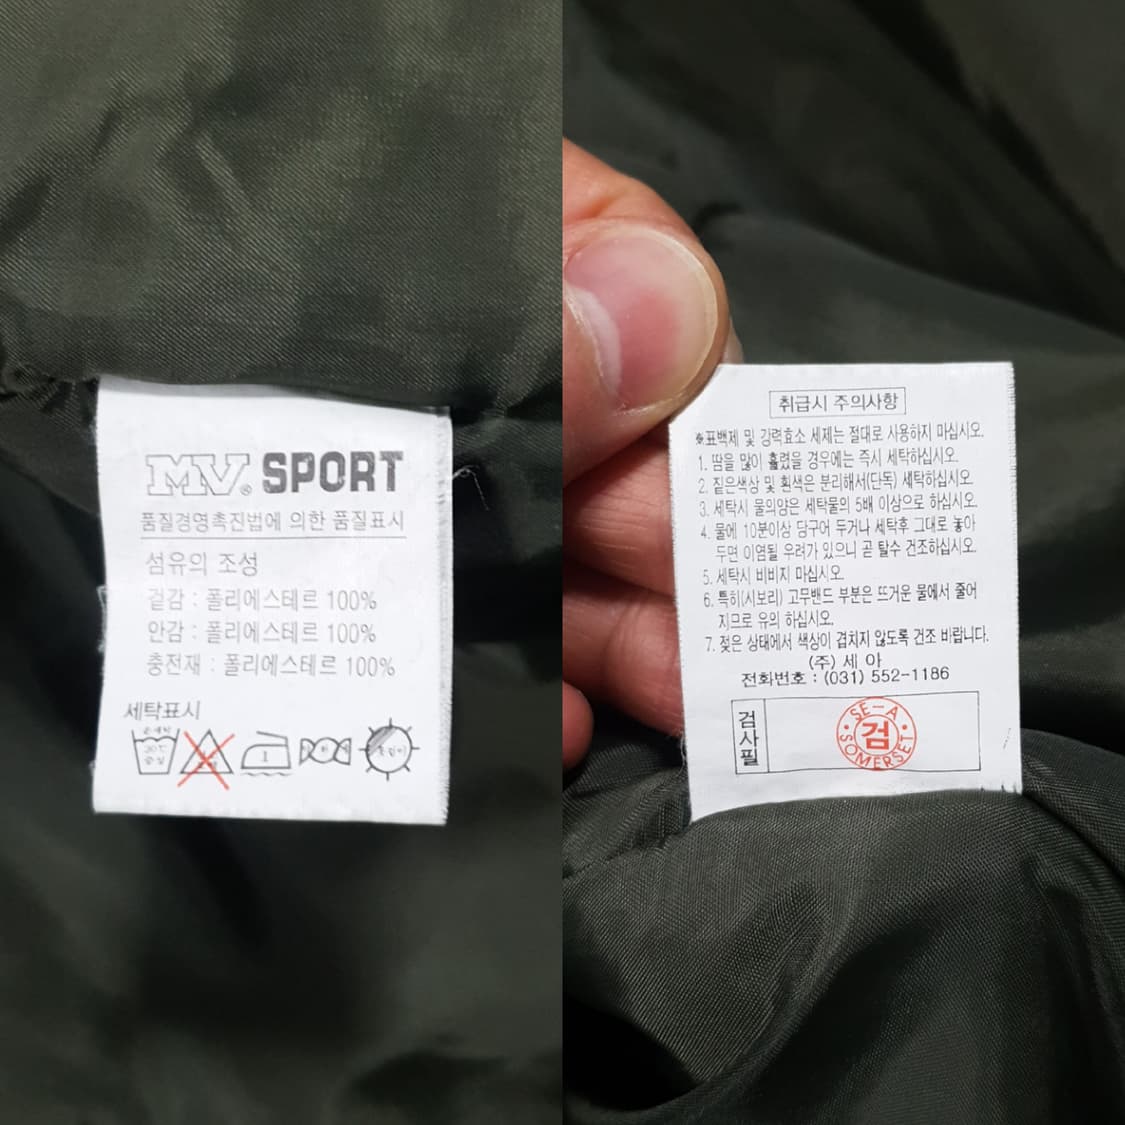 MV® SPORT
품질경영촉진법에 의한 품질표시
섬유의 조성
겉감 : 폴리에스테르 100%
안감 : 폴리에스테르 100%
충전재 : 폴리에스테르 100%
세탁표시
손세탁
30℃
중성
1
취급시 주의사항
※표백제 및 강력효소 세제는 절대로 사용하지 마십시오.
1. 땀을 많이 흘렸을 경우에는 즉시 세탁하십시오.
2. 짙은색상 및 흰색은 분리해서(단독) 세탁하십시오.
3. 세탁시 물의양은 세탁물의 5배 이상으로 하십시오.
4. 물에 10분이상 담구어 두거나 세탁후 그대로 놓아
두면 이염될 우려가 있으니 곧 탈수 건조하십시오.
5. 세탁시 비비지 마십시오.
6. 특히(시보리) 고무밴드 부분은 뜨거운 물에서 줄어
지므로 유의 하십시오.
7. 젖은 상태에서 색상이 겹치지 않도록 건조 바랍니다.
(주) 세 아
전화번호 : (031) 552-1186
검사필
SE-A
검
SOMERSET